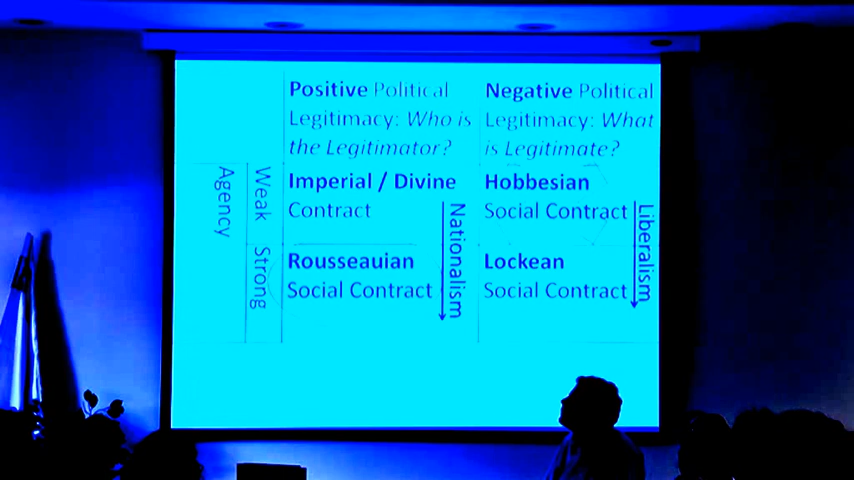 Positive Political
Legitimacy: Who is
the Legitimator?
Negative Political
Legitimacy: What
is Legitimate?
Agency
Weak
Imperial / Divine
Contract
Nationalism
Hobbesian
Social Contract
Liberalism
Strong
Rousseauian
Social Contract
Lockean
Social Contract